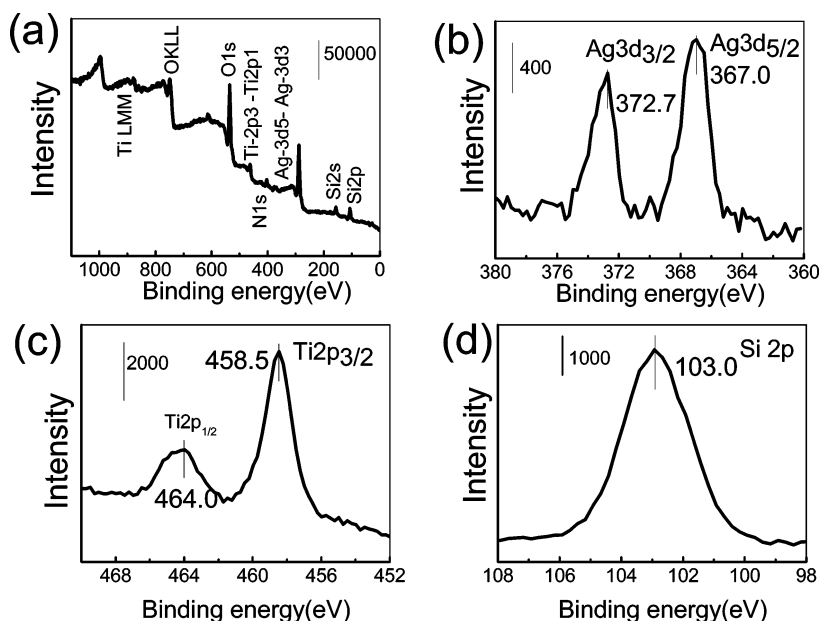 (a)
50000
OKLL
O1s
Ti-2p3 -Ti2p1
Ag-3d5- Ag-3d3
Ti LMM
N1s
Si2s
Si2p
Intensity
1000 800 600 400 200 0
Binding energy(eV)
(b)
400
Ag3d3/2
372.7
Ag3d5/2
367.0
Intensity
380 376 372 368 364 360
Binding energy(eV)
(c)
2000
458.5
Ti2p3/2
Ti2p1/2
464.0
Intensity
468 464 460 456 452
Binding energy(eV)
(d)
1000
103.0
Si 2p
Intensity
108 106 104 102 100 98
Binding energy(eV)